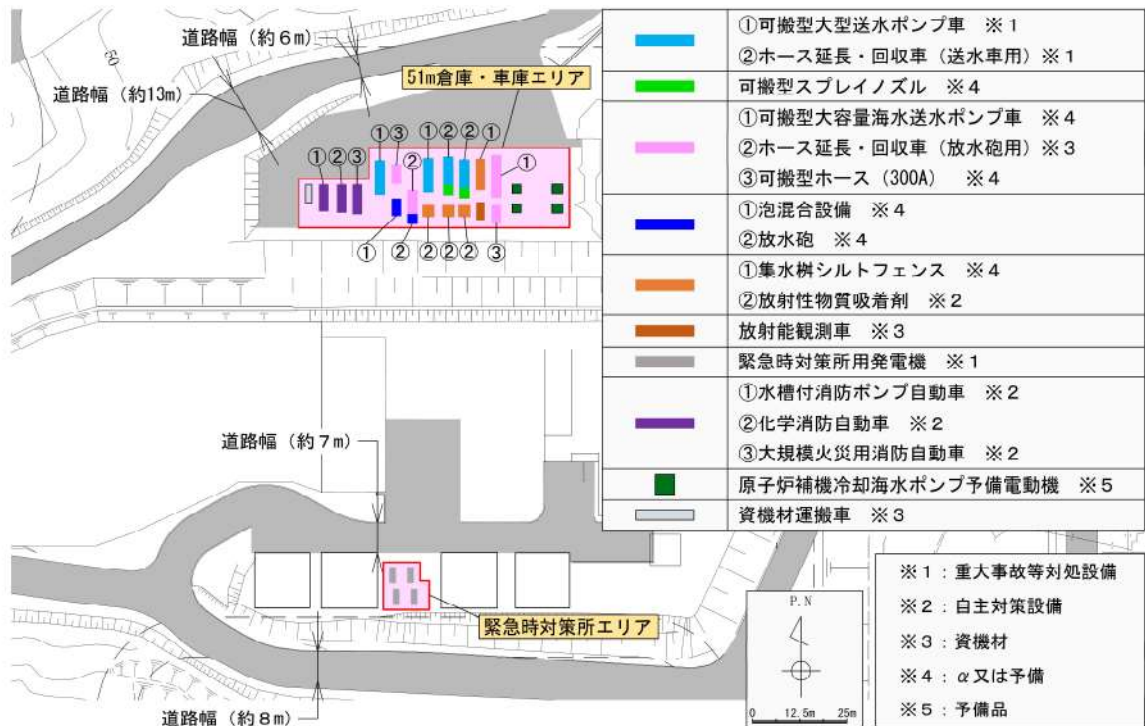 50
道路幅（約6m）
道路幅（約13m）
51m倉庫・車庫エリア
①③①②②①
②①
①②③
①②②②②③
道路幅（約7m）
緊急時対策所エリア
道路幅（約8m）
①可搬型大型送水ポンプ車　※1
②ホース延長・回収車（送水車用）※1
可搬型スプレイノズル　※4
①可搬型大容量海水送水ポンプ車　※4
②ホース延長・回収車（放水砲用）※3
③可搬型ホース（300A）　※4
①泡混合設備　※4
②放水砲　※4
①集水桝シルトフェンス　※4
②放射性物質吸着剤　※2
放射能観測車　※3
緊急時対策所用発電機　※1
①水槽付消防ポンプ自動車　※2
②化学消防自動車　※2
③大規模火災用消防自動車　※2
原子炉補機冷却海水ポンプ予備電動機　※5
資機材運搬車　※3
P.N
0　12.5m　25m
※1：重大事故等対処設備
※2：自主対策設備
※3：資機材
※4：α又は予備
※5：予備品